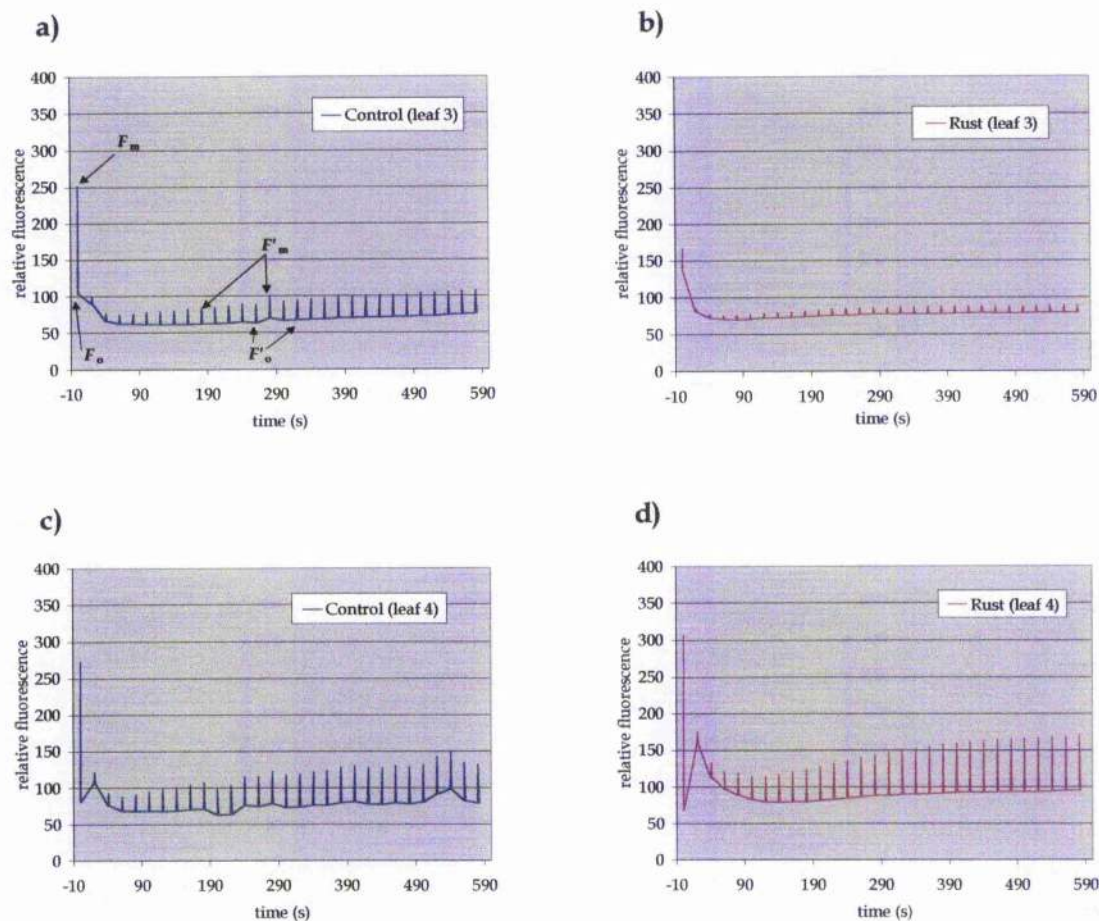 a)
400
350
300
250
200
150
100
50
0
relative fluorescence
Control (leaf 3)
Fm
F'm
Fo
F'o
-10 90 190 290 390 490 590
time (s)
b)
400
350
300
250
200
150
100
50
0
relative fluorescence
Rust (leaf 3)
-10 90 190 290 390 490 590
time (s)
c)
400
350
300
250
200
150
100
50
0
relative fluorescence
Control (leaf 4)
-10 90 190 290 390 490 590
time (s)
d)
400
350
300
250
200
150
100
50
0
relative fluorescence
Rust (leaf 4)
-10 90 190 290 390 490 590
time (s)